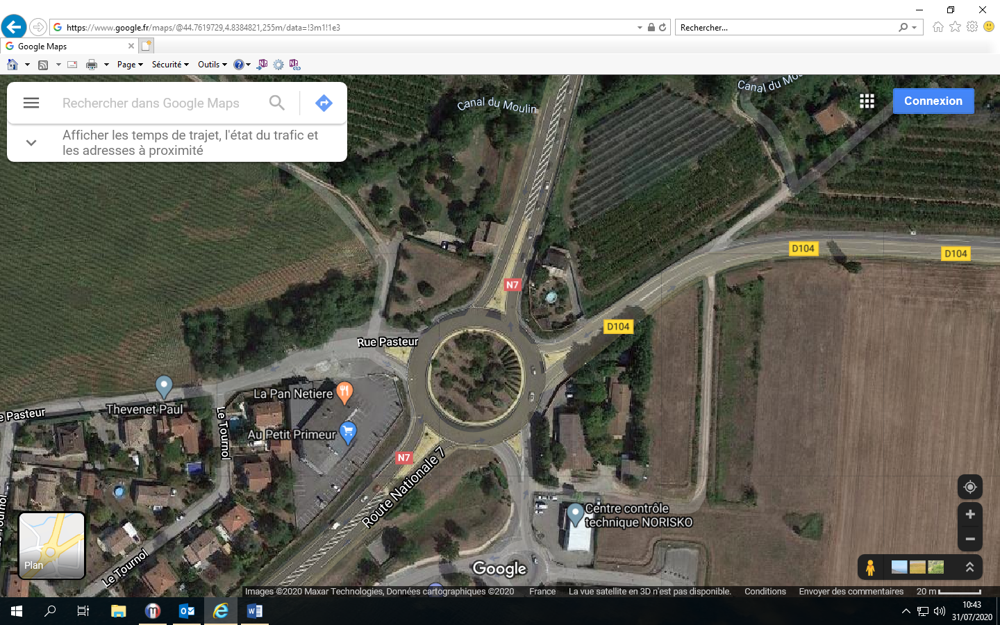 https://www.google.fr/maps/@44.7619729,4.8384821,255m/data=!3m1!1e3
Rechercher...
Google Maps
Page
Sécurité
Outils
Rechercher dans Google Maps
Afficher les temps de trajet, l'état du trafic et
les adresses à proximité
Canal du Moulin
Canal du Mo
Connexion
D104
D104
N7
D104
Rue Pasteur
La Pan Netiere
Thevenet Paul
e Pasteur
Le Tournol
Au Petit Primeur
N7
Route Nationale 7
Centre contrôle
technique NORISKO
Tournol
Le Tournol
Plan
Google
Images ©2020 Maxar Technologies, Données cartographiques ©2020
France
La vue satellite en 3D n'est pas disponible.
Conditions
Envoyer des commentaires
20 m
10:43
31/07/2020